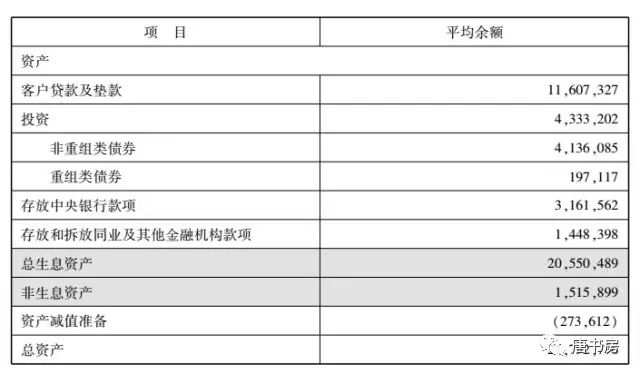 项 目 平均余额
资产
客户贷款及垫款 11,607,327
投资 4,333,202
非重组类债券 4,136,085
重组类债券 197,117
存放中央银行款项 3,161,562
存放和拆放同业及其他金融机构款项 1,448,398
总生息资产 20,550,489
非生息资产 1,515,899
资产减值准备 (273,612)
总资产
唐书房